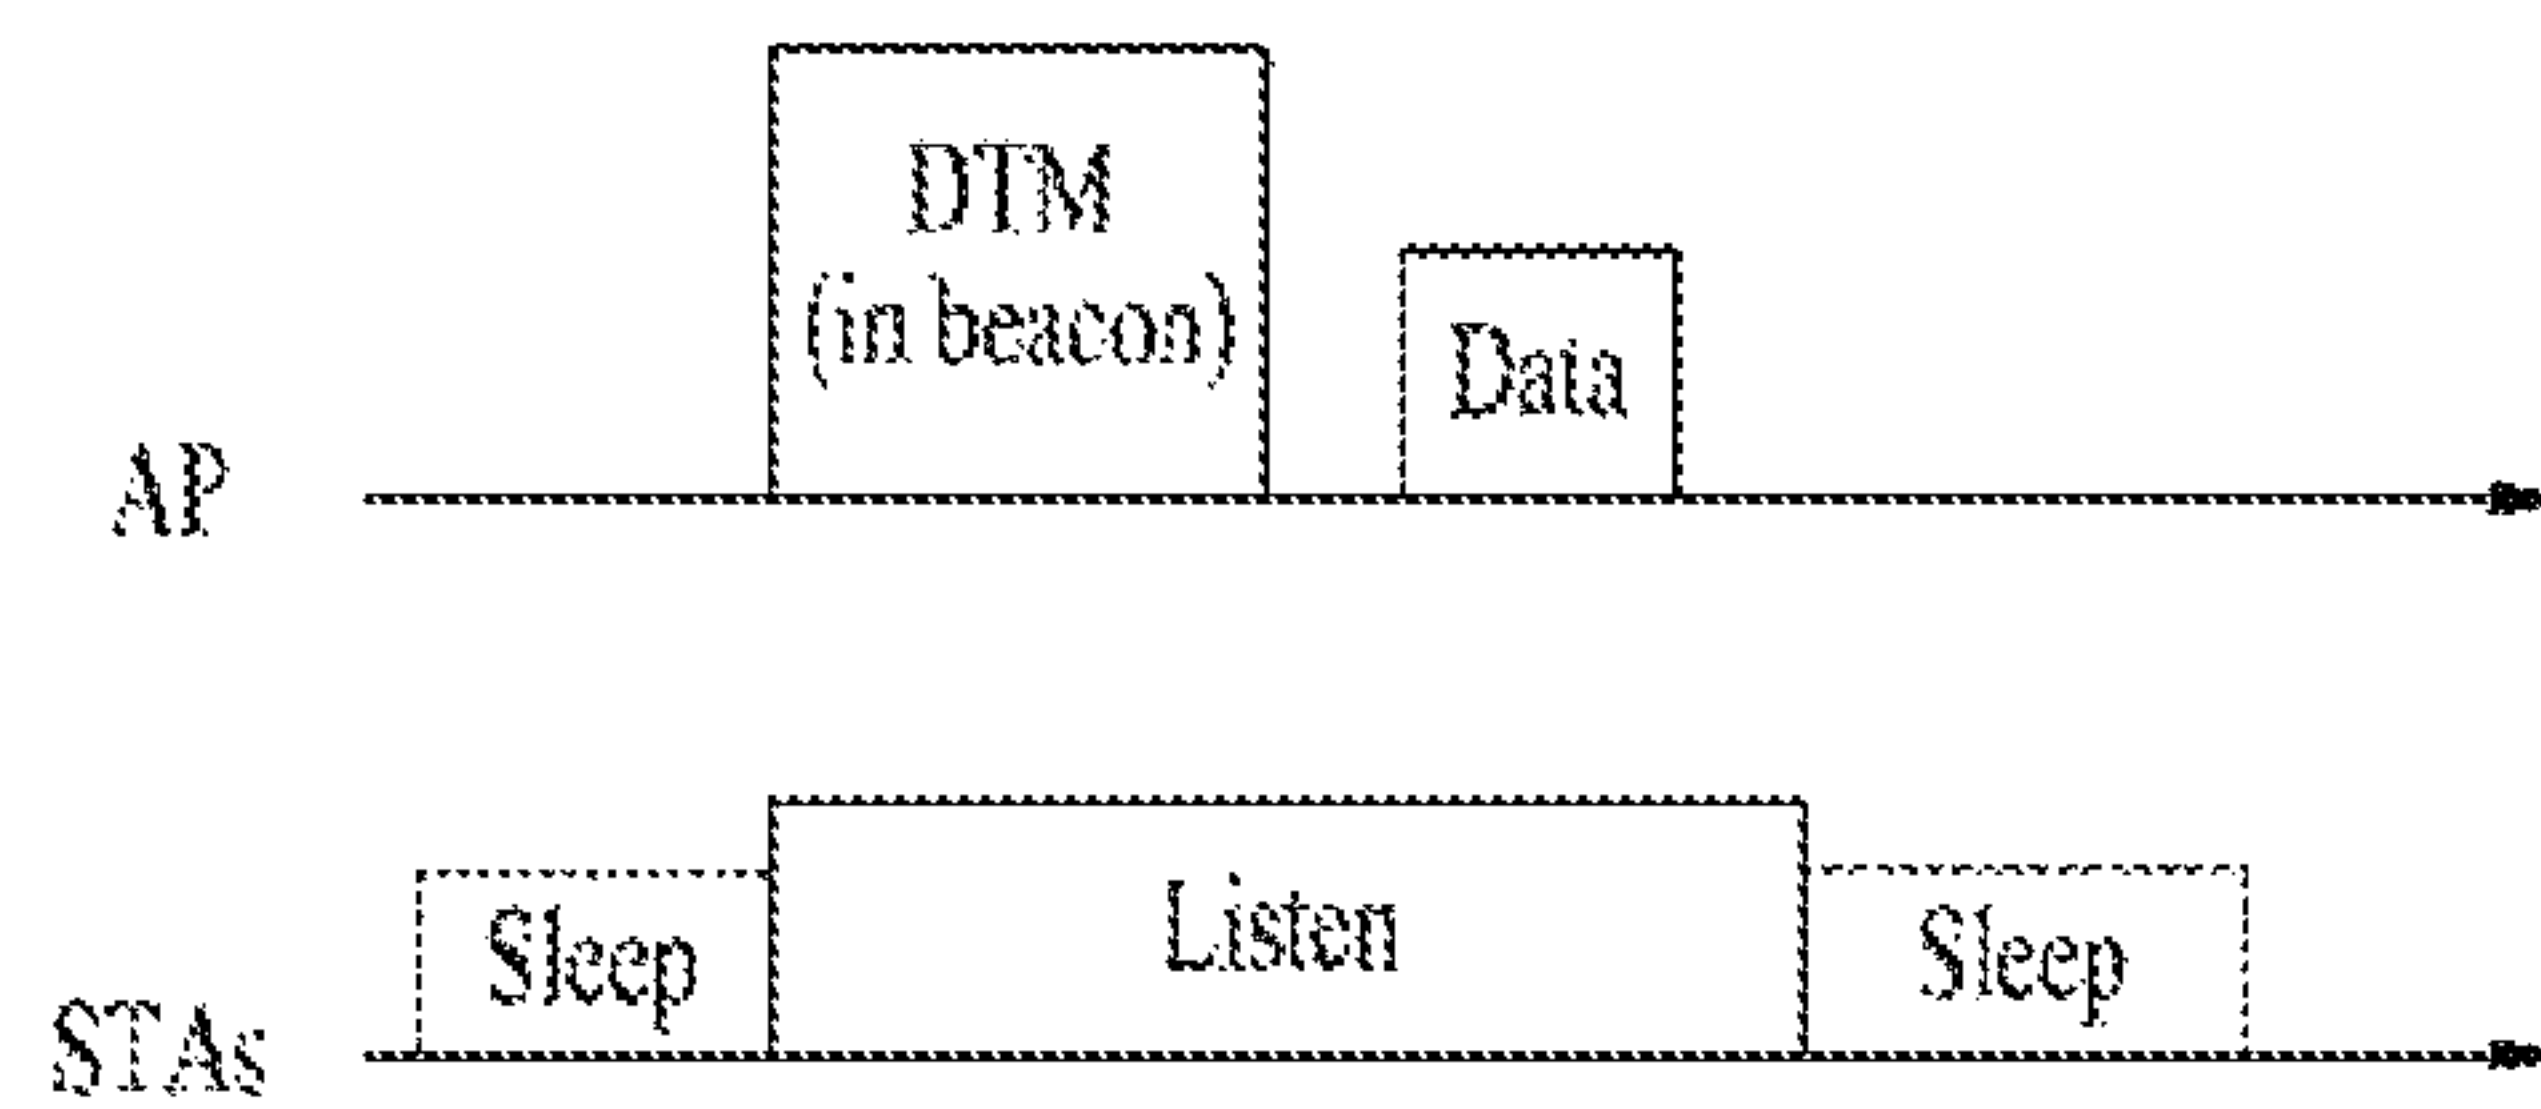 DTM
(in beacon)
Data
AP
Sleep
Listen
Sleep
STAs